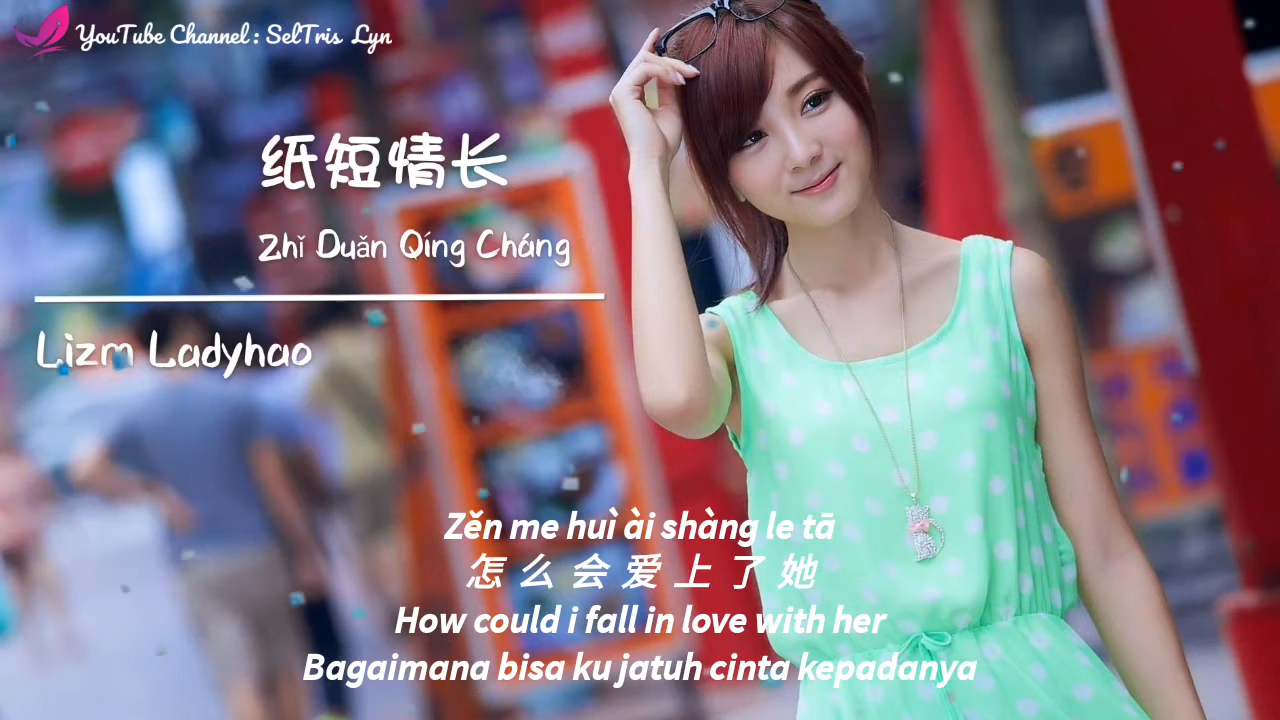 YouTube Channel : SelTris Lyn
纸短情长
Zhǐ Duǎn Qíng Cháng
Lizm Ladyhao
Zěn me huì ài shàng le tā
怎么会爱上了她
How could i fall in love with her
Bagaimana bisa ku jatuh cinta kepadanya